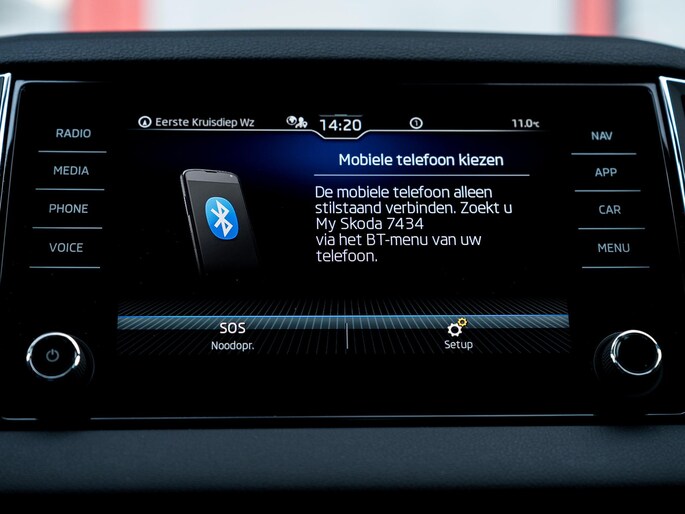 Eerste Kruisdiep Wz 14:20 1 11.0°C
RADIO
MEDIA
PHONE
VOICE
Mobiele telefoon kiezen
De mobiele telefoon alleen
stilstaand verbinden. Zoekt u
My Skoda 7434
via het BT-menu van uw
telefoon.
NAV
APP
CAR
MENU
SOS
Noodopr.
Setup